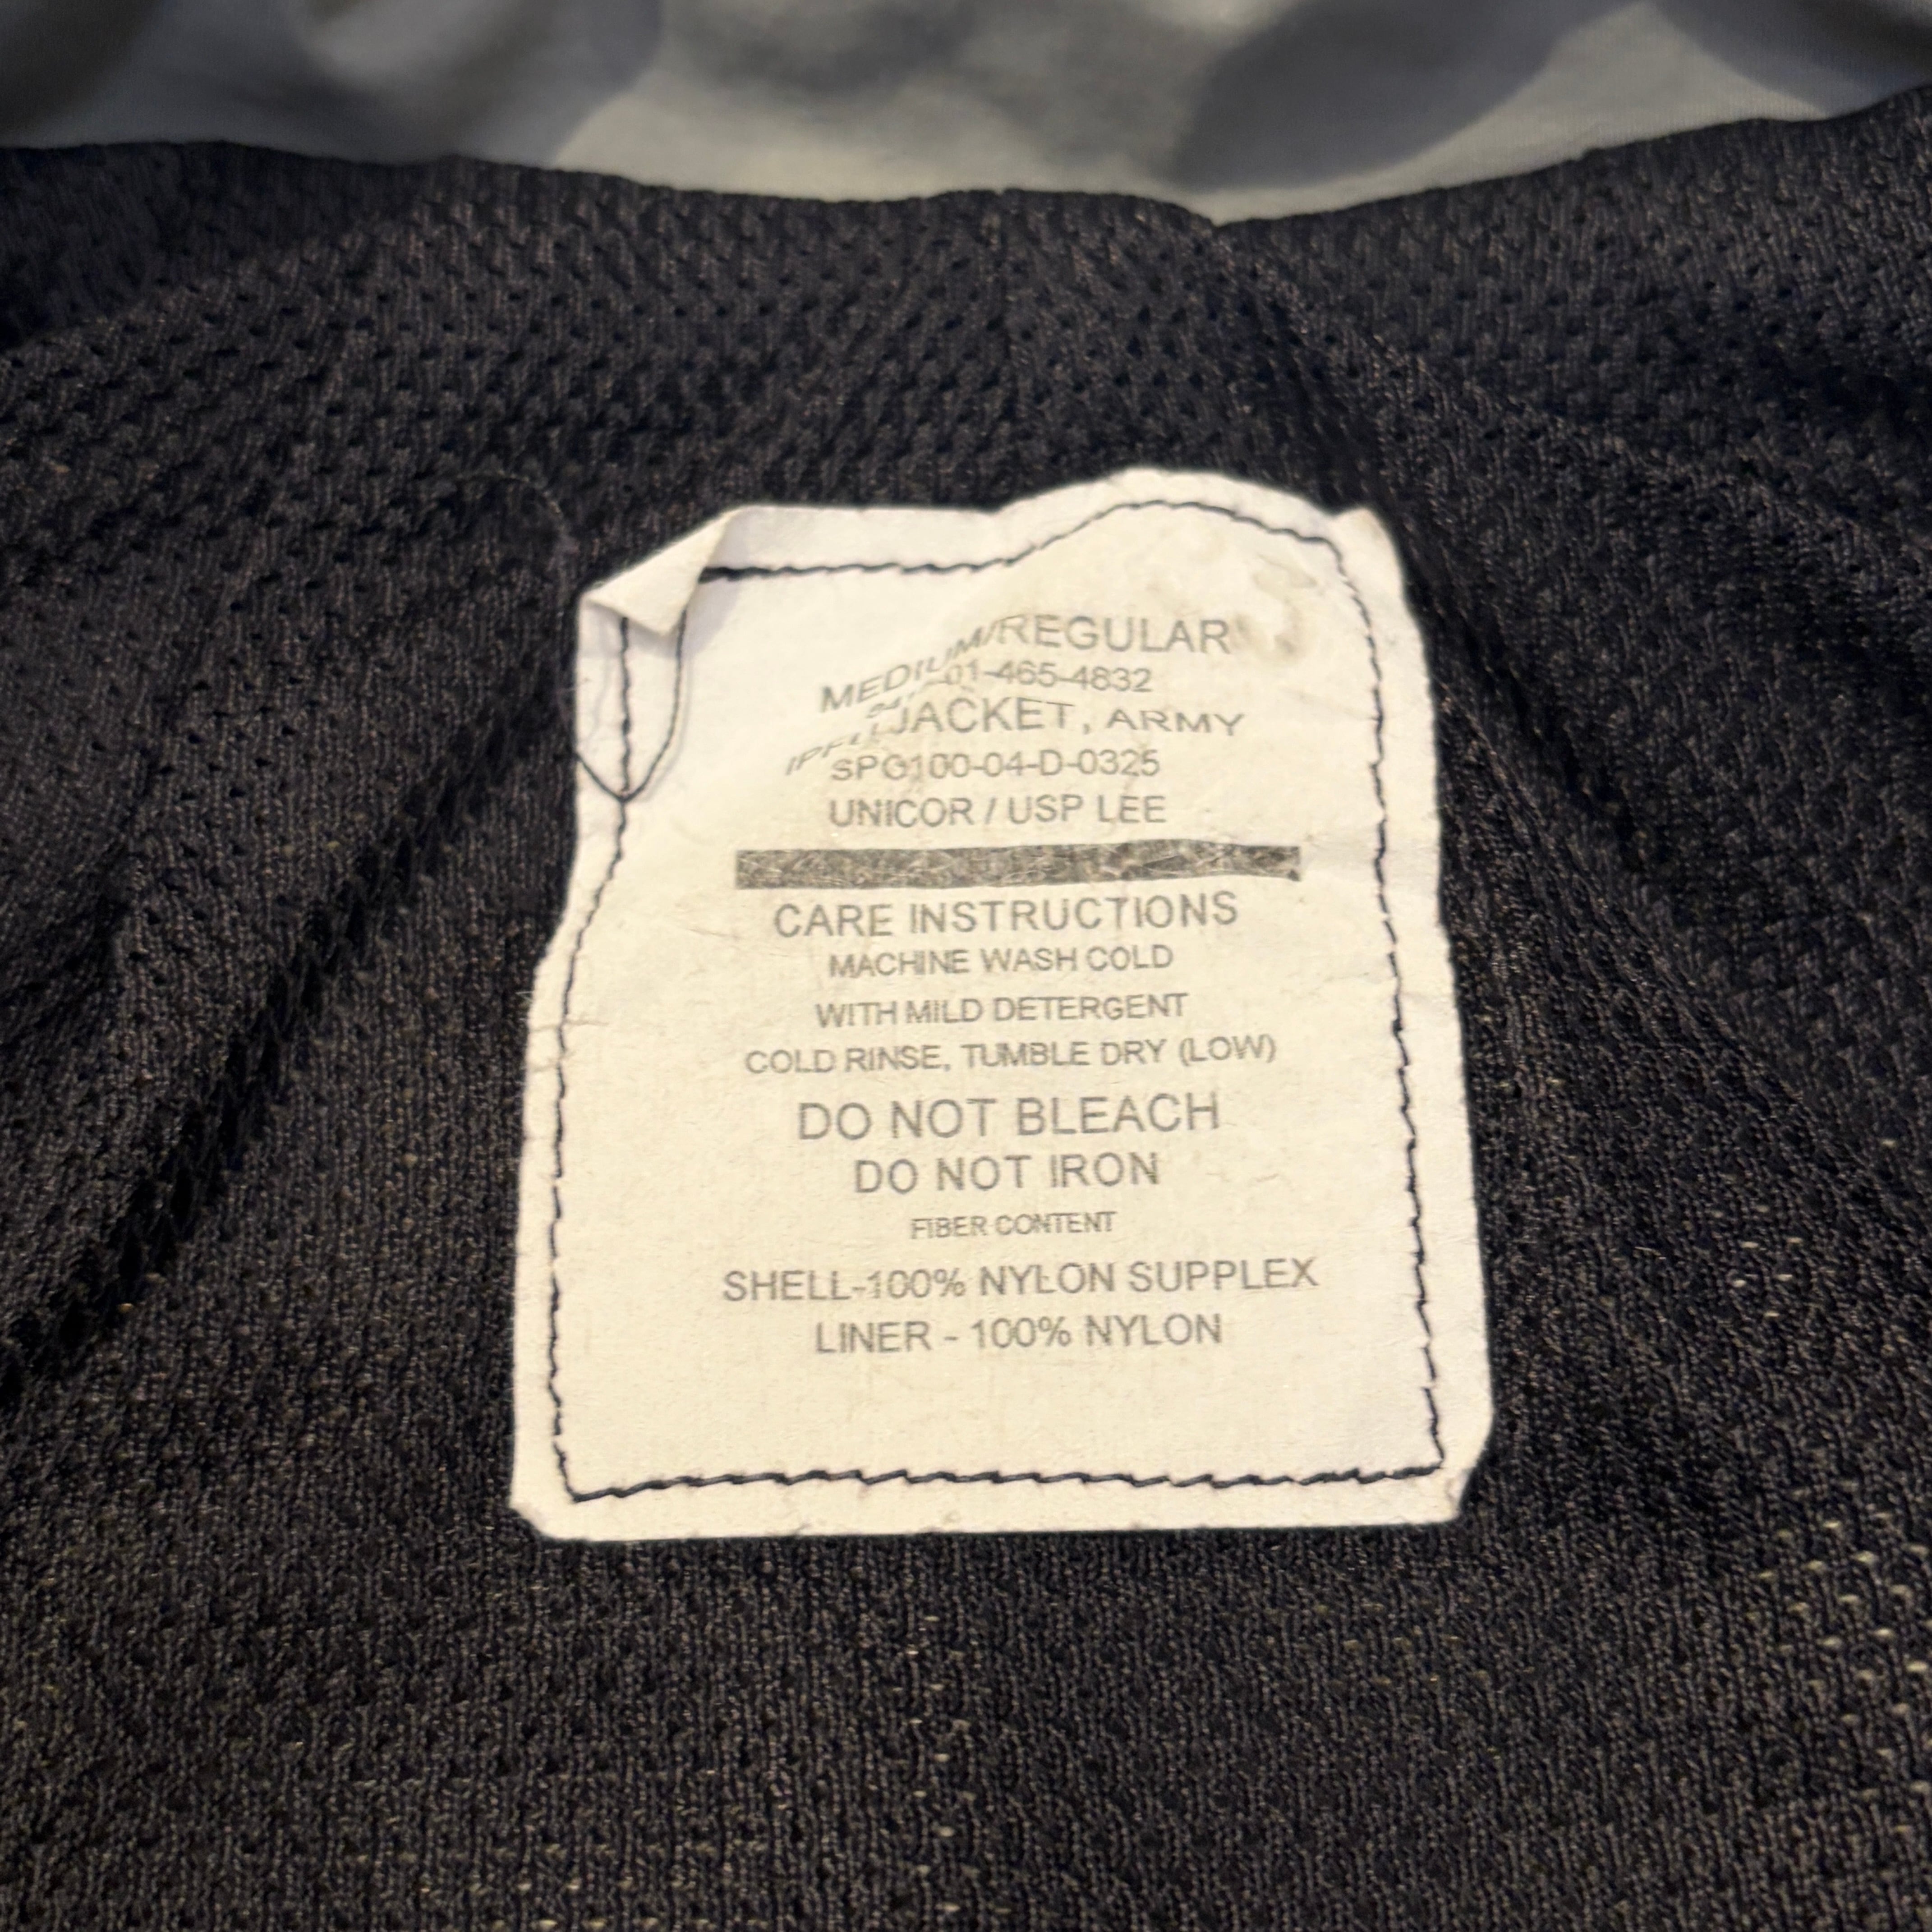 MEDIUM/REGULAR
-01-465-4832
JACKET, ARMY
SPO100-04-D-0325
UNICOR / USP LEE
CARE INSTRUCTIONS
MACHINE WASH COLD
WITH MILD DETERGENT
COLD RINSE, TUMBLE DRY (LOW)
DO NOT BLEACH
DO NOT IRON
FIBER CONTENT
SHELL-100% NYLON SUPPLEX
LINER - 100% NYLON